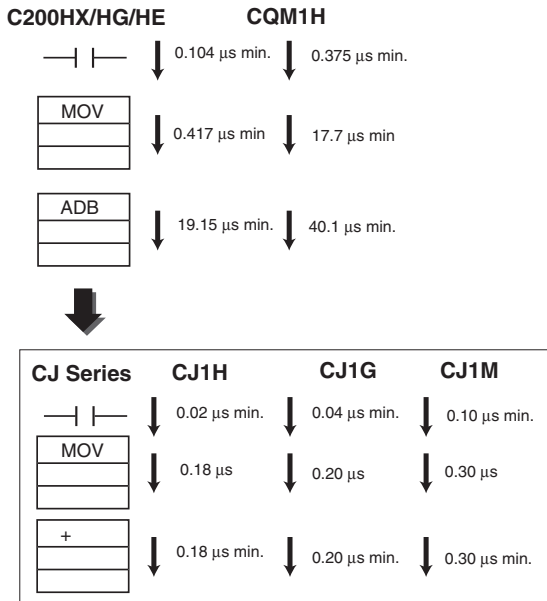 C200HX/HG/HE CQM1H
0.104 µs min. 0.375 µs min.
MOV
0.417 µs min 17.7 µs min
ADB
19.15 µs min. 40.1 µs min.
CJ Series CJ1H CJ1G CJ1M
0.02 µs min. 0.04 µs min. 0.10 µs min.
MOV
0.18 µs 0.20 µs 0.30 µs
+
0.18 µs min. 0.20 µs min. 0.30 µs min.